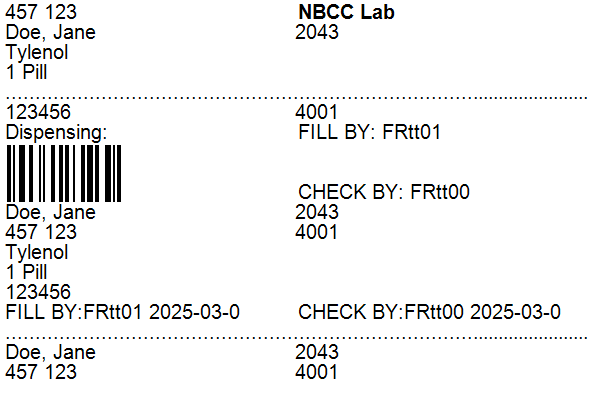 457 123 NBCC Lab
Doe, Jane 2043
Tylenol
1 Pill
123456 4001
Dispensing: FILL BY: FRtt01
CHECK BY: FRtt00
Doe, Jane 2043
457 123 4001
Tylenol
1 Pill
123456
FILL BY:FRtt01 2025-03-0 CHECK BY:FRtt00 2025-03-0
Doe, Jane 2043
457 123 4001